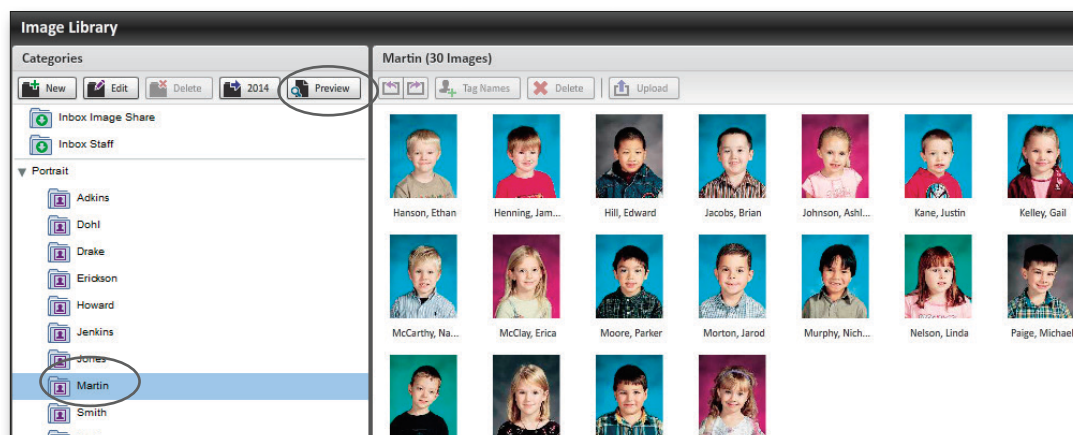 Image Library
Categories
New Edit Delete 2014 Preview
Inbox Image Share
Inbox Staff
Portrait
Adkins
Dohl
Drake
Erickson
Howard
Jenkins
Jones
Martin
Smith
Martin (30 Images)
Tag Names Delete Upload
Hanson, Ethan Henning, Jam... Hill, Edward Jacobs, Brian Johnson, Ashl... Kane, Justin Kelley, Gail
McCarthy, Na... McClay, Erica Moore, Parker Morton, Jarod Murphy, Nich... Nelson, Linda Paige, Michael